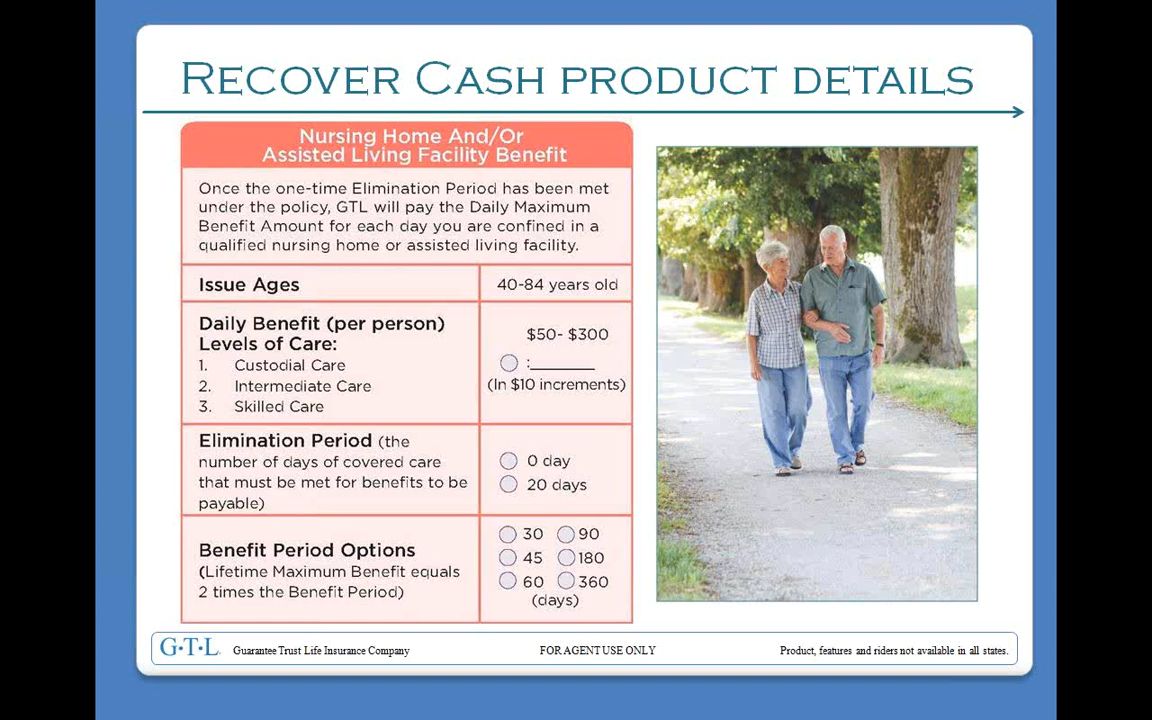 Recover Cash product details
Nursing Home And/Or
Assisted Living Facility Benefit
Once the one-time Elimination Period has been met
under the policy, GTL will pay the Daily Maximum
Benefit Amount for each day you are confined in a
qualified nursing home or assisted living facility.
Issue Ages
40-84 years old
Daily Benefit (per person)
Levels of Care:
1. Custodial Care
2. Intermediate Care
3. Skilled Care
$50- $300
:________
(In $10 increments)
Elimination Period (the
number of days of covered care
that must be met for benefits to be
payable)
0 day
20 days
Benefit Period Options
(Lifetime Maximum Benefit equals
2 times the Benefit Period)
30 90
45 180
60 360
(days)
G·T·L. Guarantee Trust Life Insurance Company FOR AGENT USE ONLY Product, features and riders not available in all states.